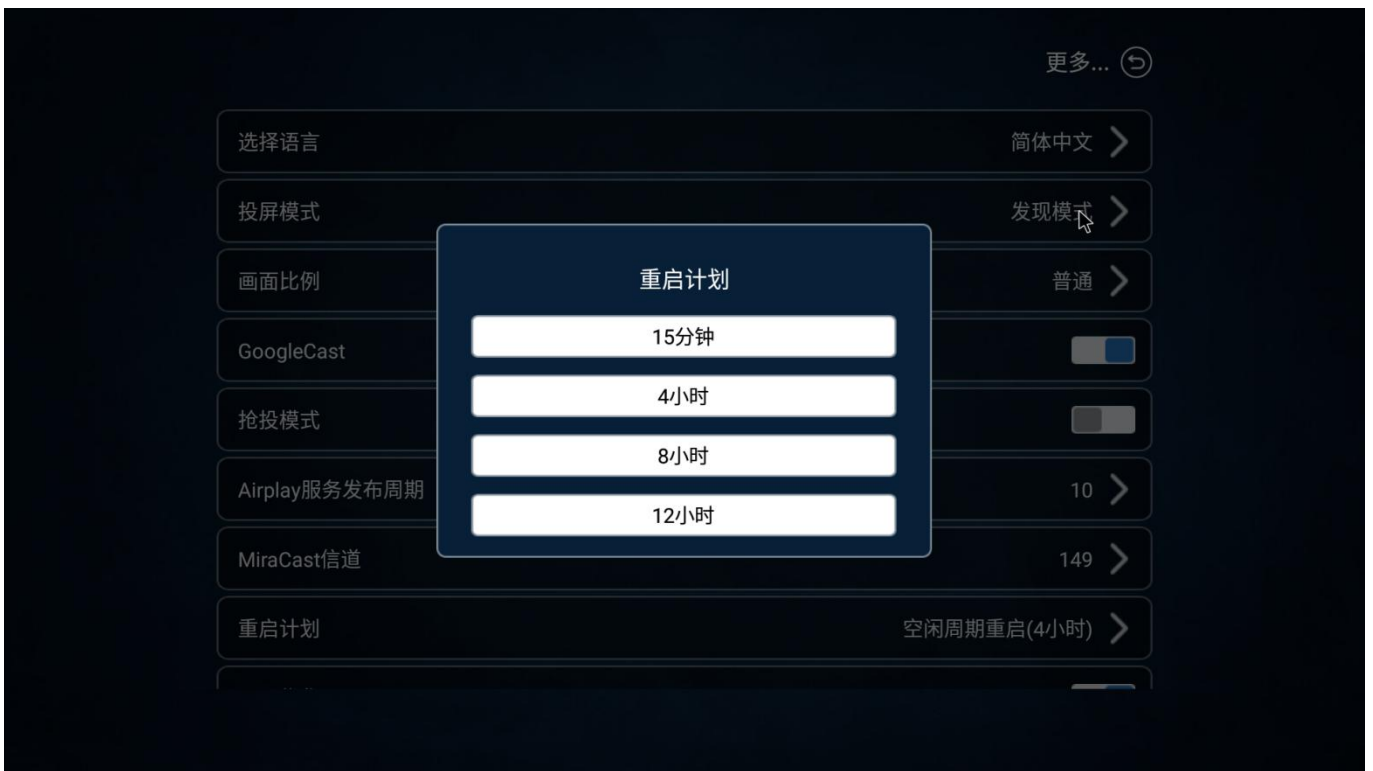 更多...
选择语言 简体中文
投屏模式 发现模式
画面比例 普通
GoogleCast
抢投模式
Airplay服务发布周期 10
MiraCast信道 149
重启计划 空闲周期重启(4小时)
重启计划
15分钟
4小时
8小时
12小时